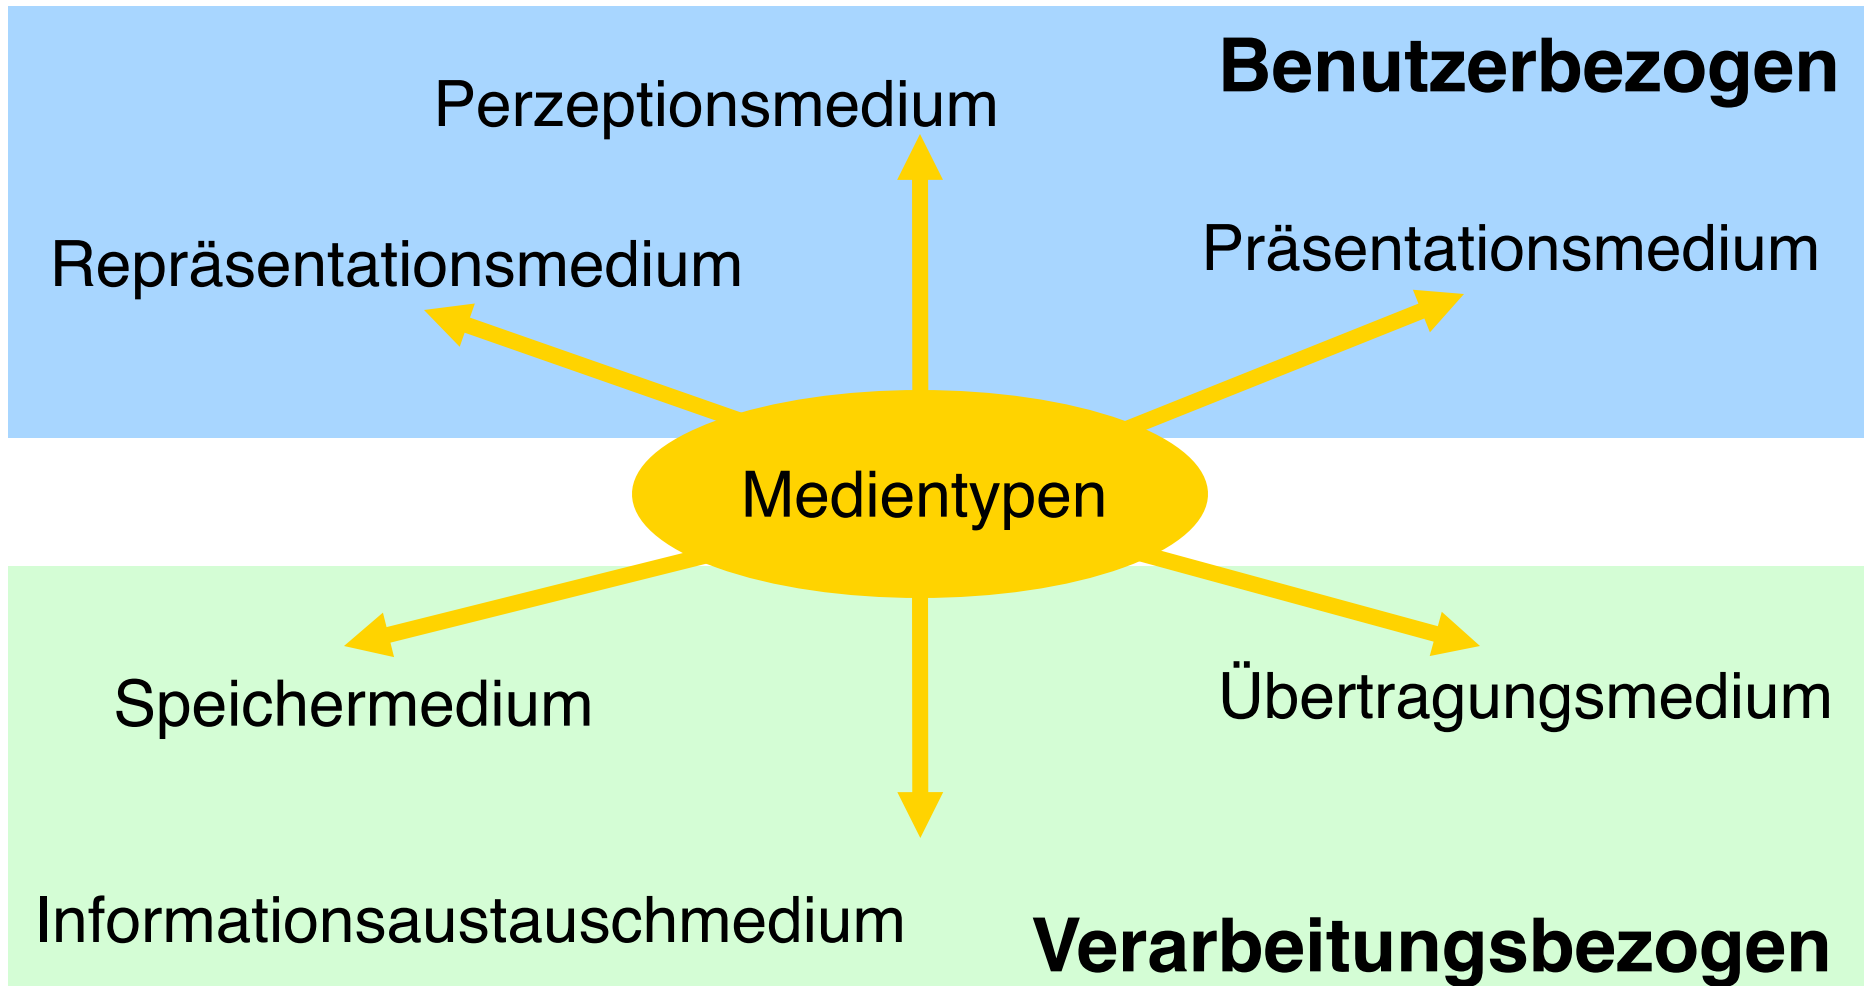 Benutzerbezogen
Perzeptionsmedium
Repräsentationsmedium
Präsentationsmedium
Medientypen
Speichermedium
Übertragungsmedium
Informationsaustauschmedium
Verarbeitungsbezogen